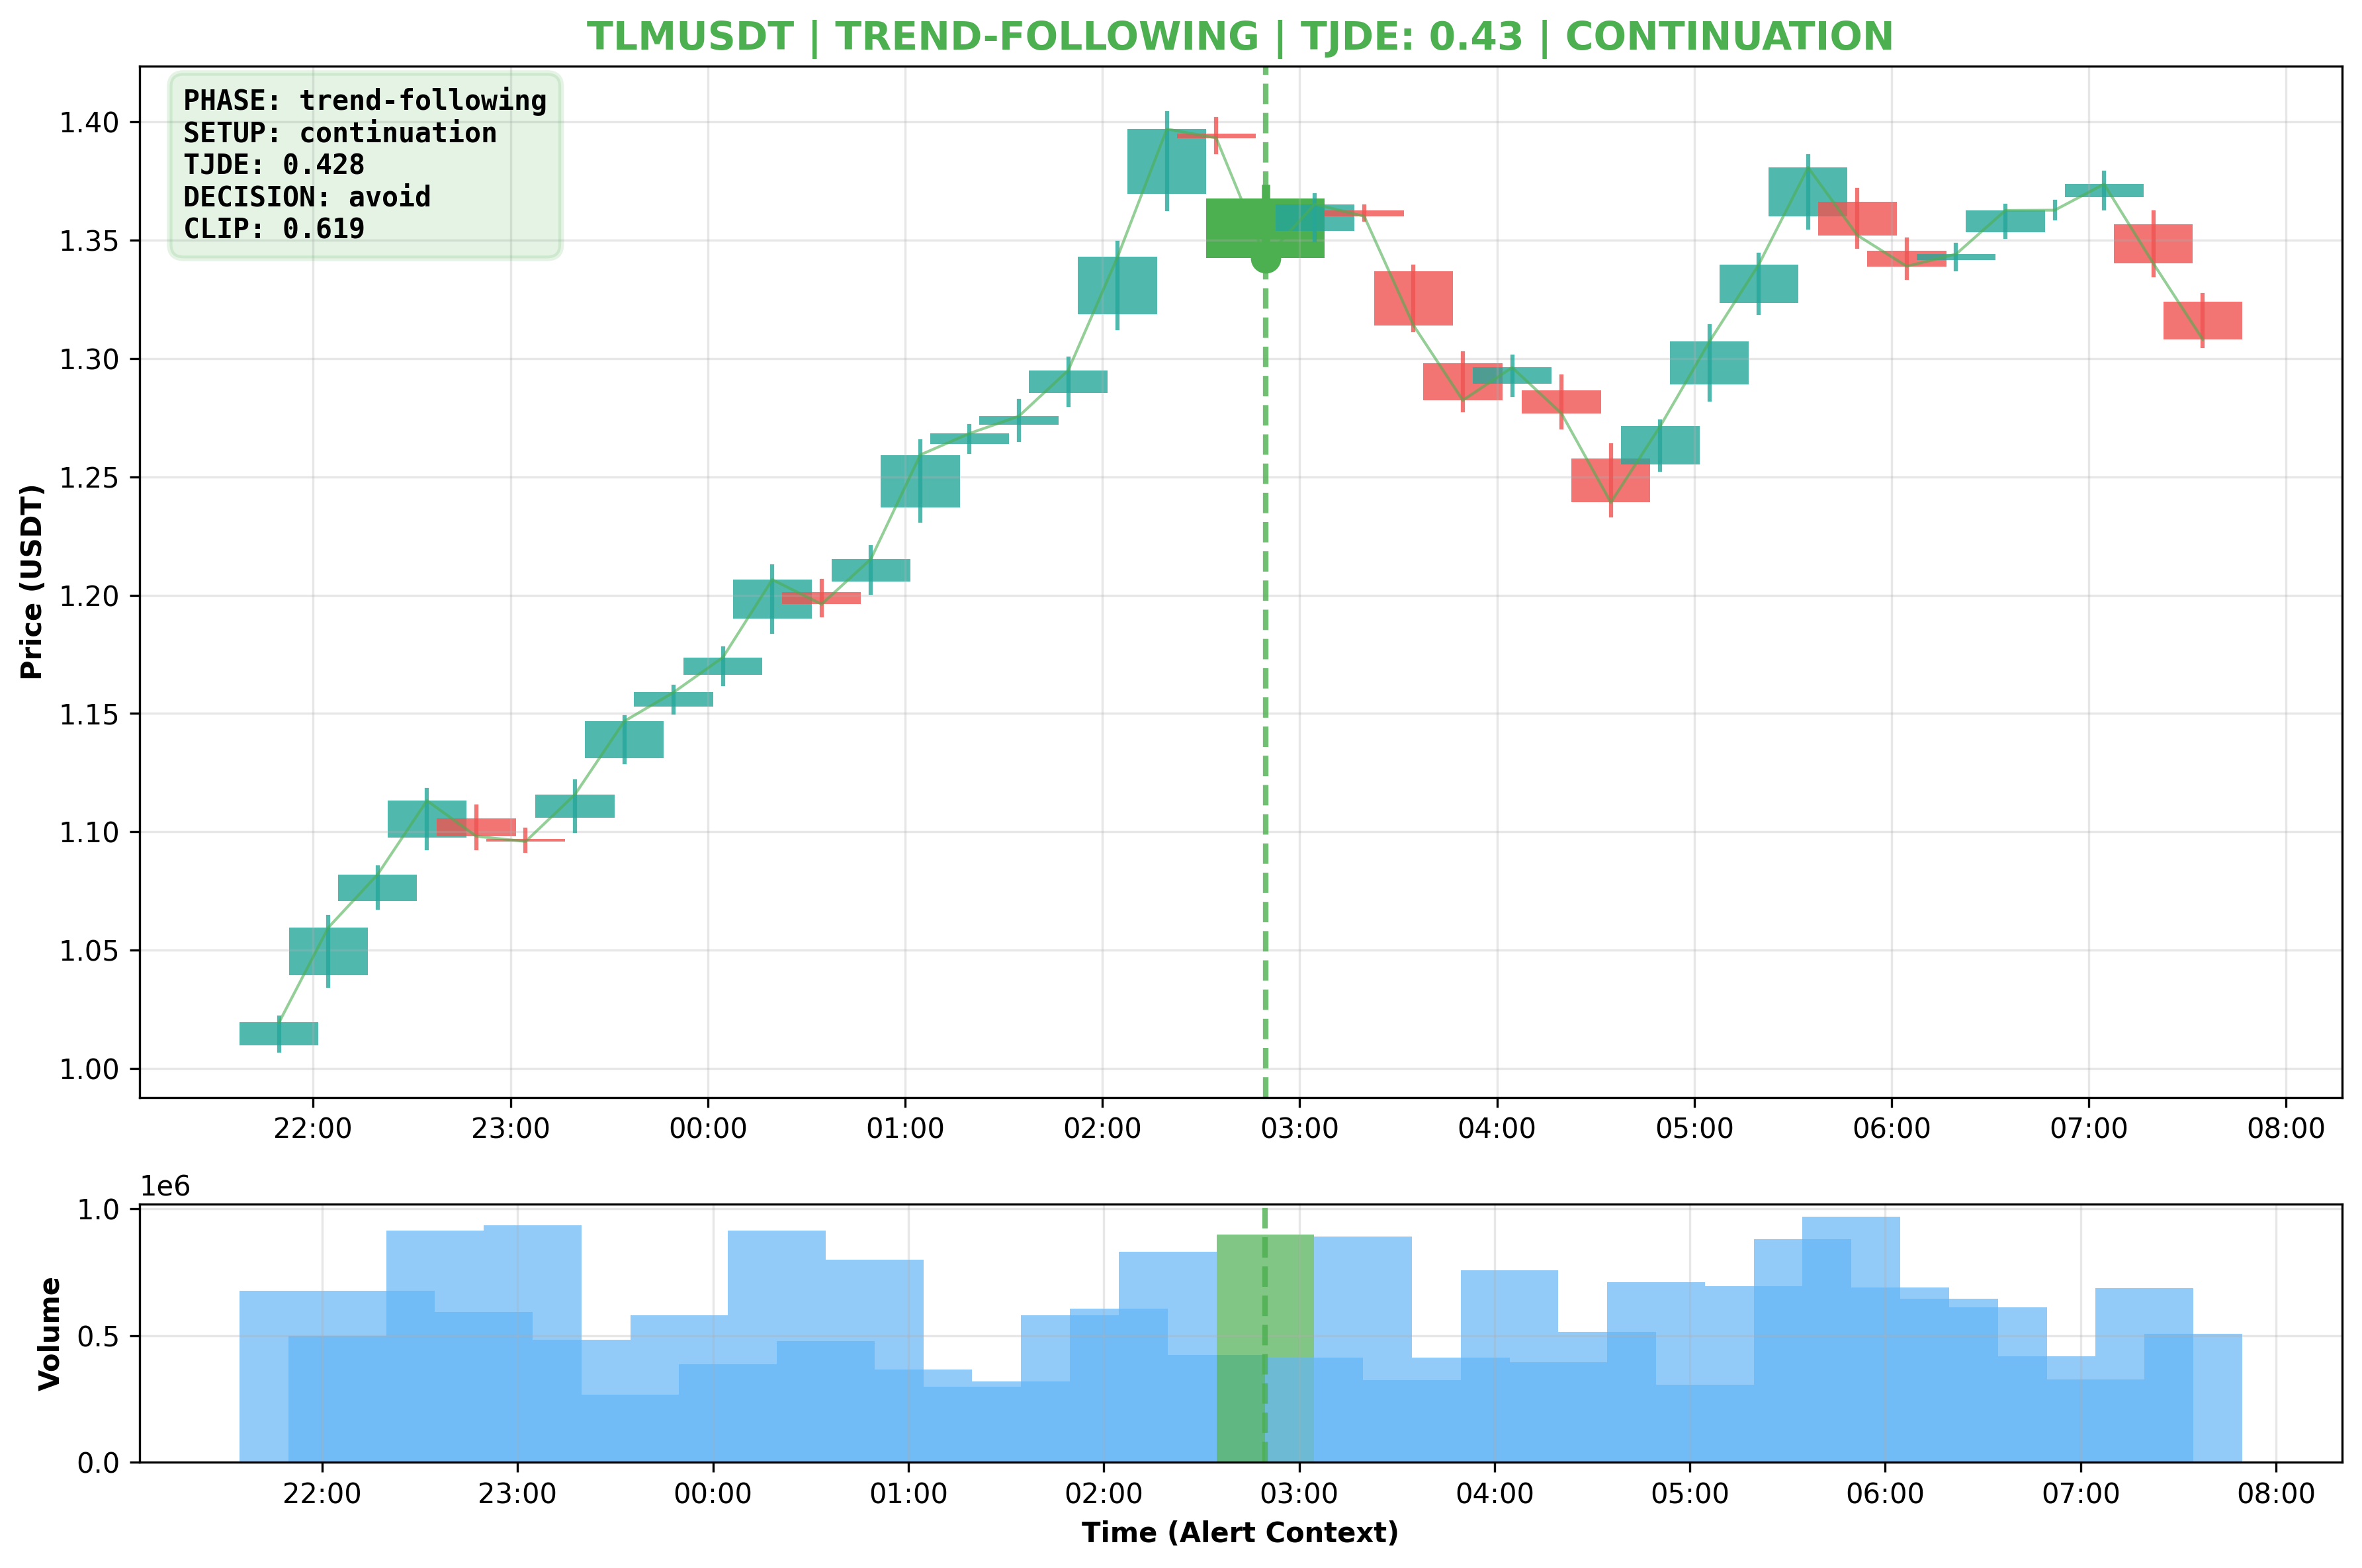 TLMUSDT | TREND-FOLLOWING | TJDE: 0.43 | CONTINUATION
PHASE: trend-following
SETUP: continuation
TJDE: 0.428
DECISION: avoid
CLIP: 0.619
Price (USDT)
1.40
1.35
1.30
1.25
1.20
1.15
1.10
1.05
1.00
22:00 23:00 00:00 01:00 02:00 03:00 04:00 05:00 06:00 07:00 08:00
1e6
Volume
1.0
0.5
0.0
22:00 23:00 00:00 01:00 02:00 03:00 04:00 05:00 06:00 07:00 08:00
Time (Alert Context)